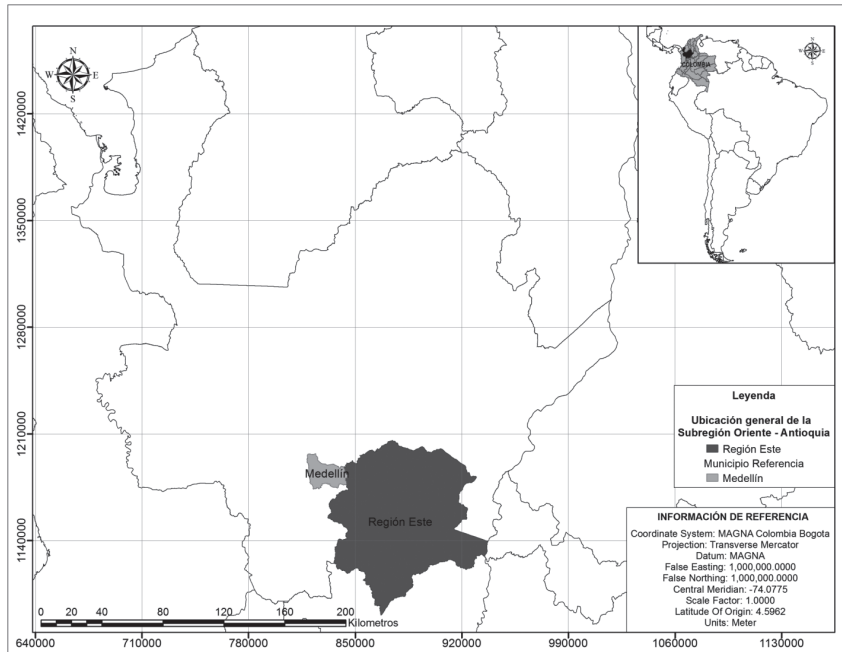 N
W E
S
N
W E
S
COLOMBIA
1420000
1350000
1280000
1210000
1140000
Medellín
Región Este
Leyenda
Ubicación general de la
Subregión Oriente - Antioquia
Región Este
Municipio Referencia
Medellín
INFORMACIÓN DE REFERENCIA
Coordinate System: MAGNA Colombia Bogota
Projection: Transverse Mercator
Datum: MAGNA
False Easting: 1,000,000.0000
False Northing: 1,000,000.0000
Central Meridian: -74.0775
Scale Factor: 1.0000
Latitude Of Origin: 4.5962
Units: Meter
0 10 20 40 80 120 160 200
Kilometros
640000 710000 780000 850000 920000 990000 1060000 1130000